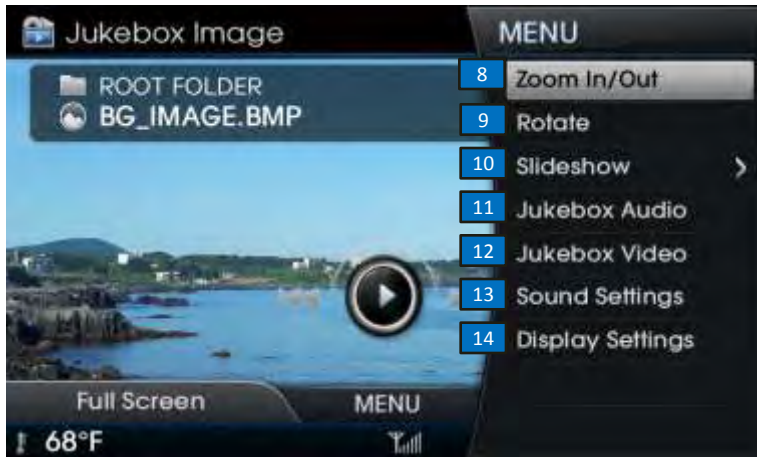 Jukebox Image
ROOT FOLDER
BG_IMAGE.BMP
Full Screen
MENU
68°F
MENU
8 Zoom In/Out
9 Rotate
10 Slideshow
11 Jukebox Audio
12 Jukebox Video
13 Sound Settings
14 Display Settings